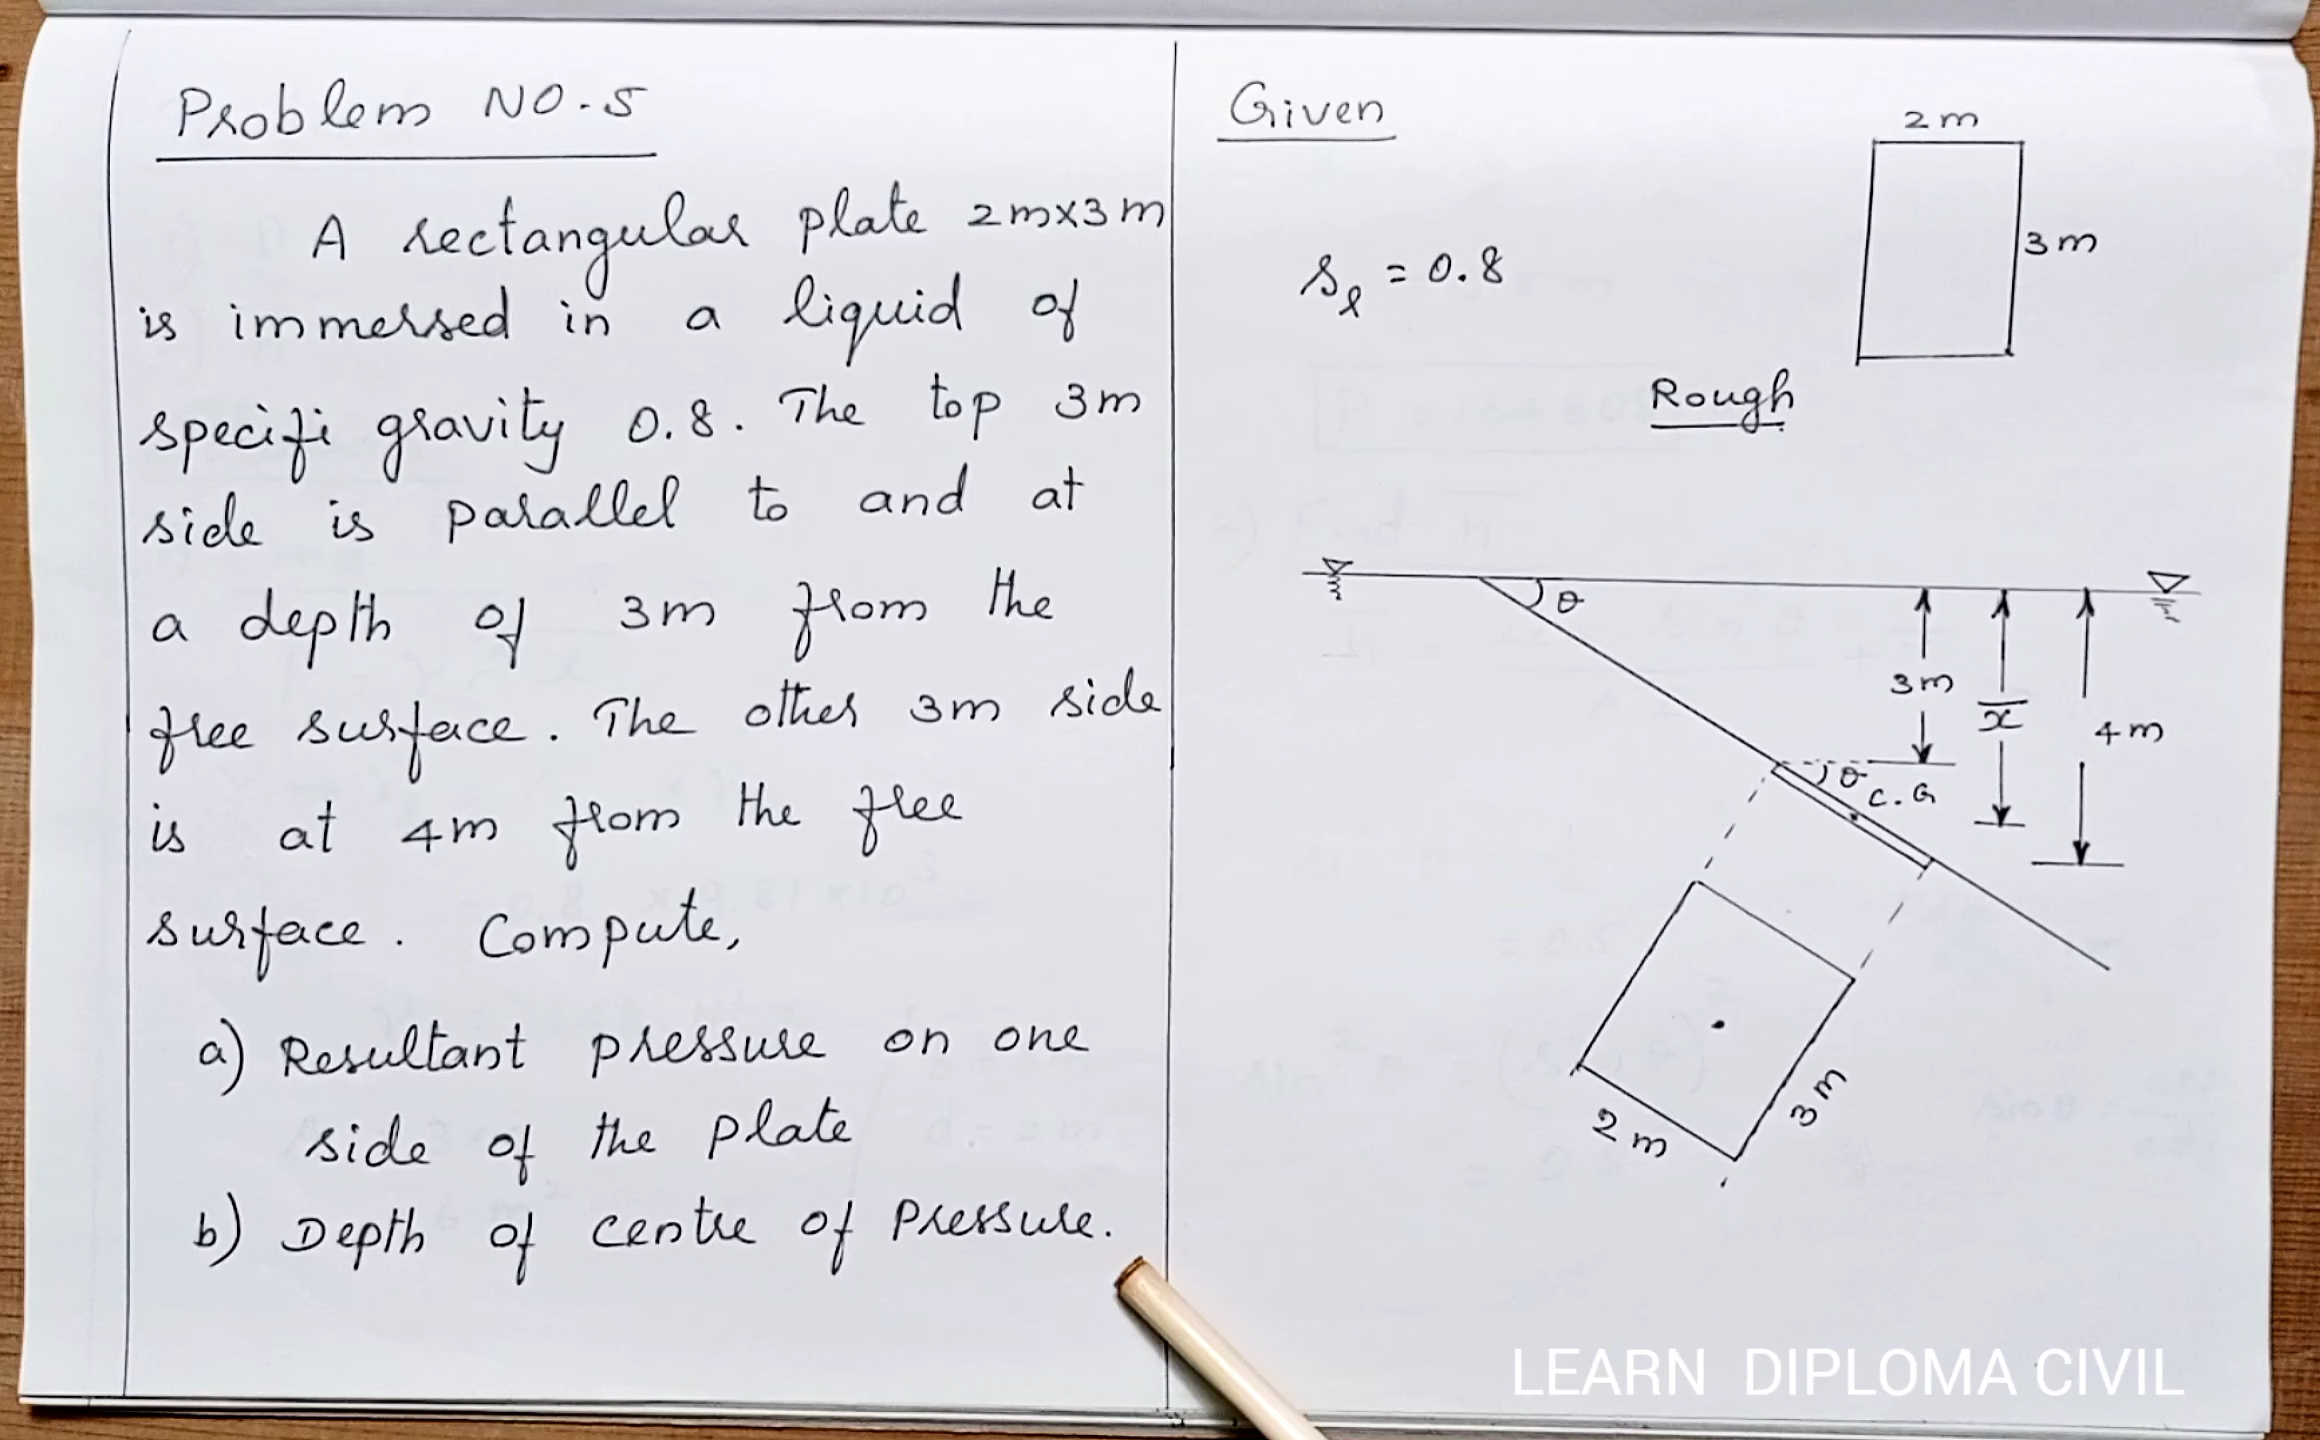 Problem NO.5
A rectangular plate 2m×3m
is immersed in a liquid of
specifi gravity 0.8. The top 3m
side is parallel to and at
a depth of 3m from the
free surface. The other 3m side
is at 4m from the free
surface. Compute,
a) Resultant pressure on one
side of the plate
b) Depth of centre of pressure.
Given
2m
3m
S_l = 0.8
Rough
θ
3m
x̄
4m
θ
C.G
2m
3m
LEARN DIPLOMA CIVIL